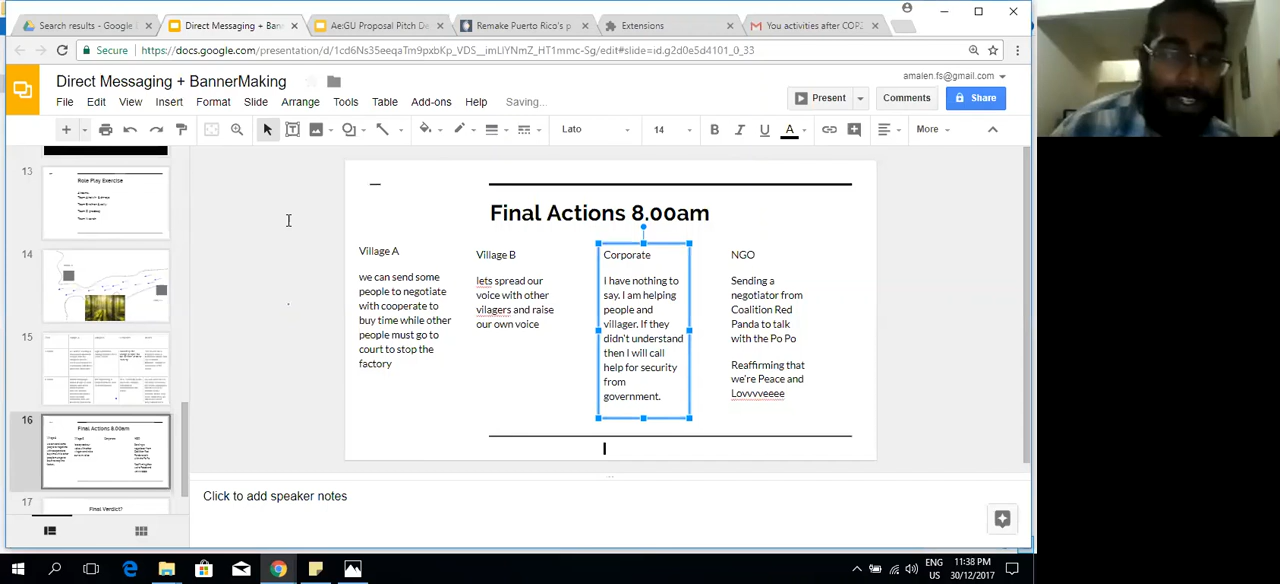 Search results - Google
Direct Messaging + Bann
Ae:GU Proposal Pitch De
Remake Puerto Rico's p
Extensions
You activities after COP2
Secure
https://docs.google.com/presentation/d/1cd6Ns35eeqaTm9pxbKp_VDS__imLlYNmZ_HT1mmc-Sg/edit#slide=id.g2d0e5d4101_0_33
Direct Messaging + BannerMaking
amalen.fs@gmail.com
File Edit View Insert Format Slide Arrange Tools Table Add-ons Help Saving...
Present
Comments
Share
Lato
14
B
I
U
A
More
13
Role Play Exercise
14
15
16
Final Actions 8.00am
17
Final Verdict?
Final Actions 8.00am
Village A
we can send some
people to negotiate
with cooperate to
buy time while other
people must go to
court to stop the
factory
Village B
lets spread our
voice with other
vilagers and raise
our own voice
Corporate
I have nothing to
say. I am helping
people and
villager. If they
didn't understand
then I will call
help for security
from
government.
NGO
Sending a
negotiator from
Coalition Red
Panda to talk
with the Po Po
Reaffirming that
we're Peace and
Lovvvveeee
Click to add speaker notes
ENG
US
11:38 PM
30/12/2017